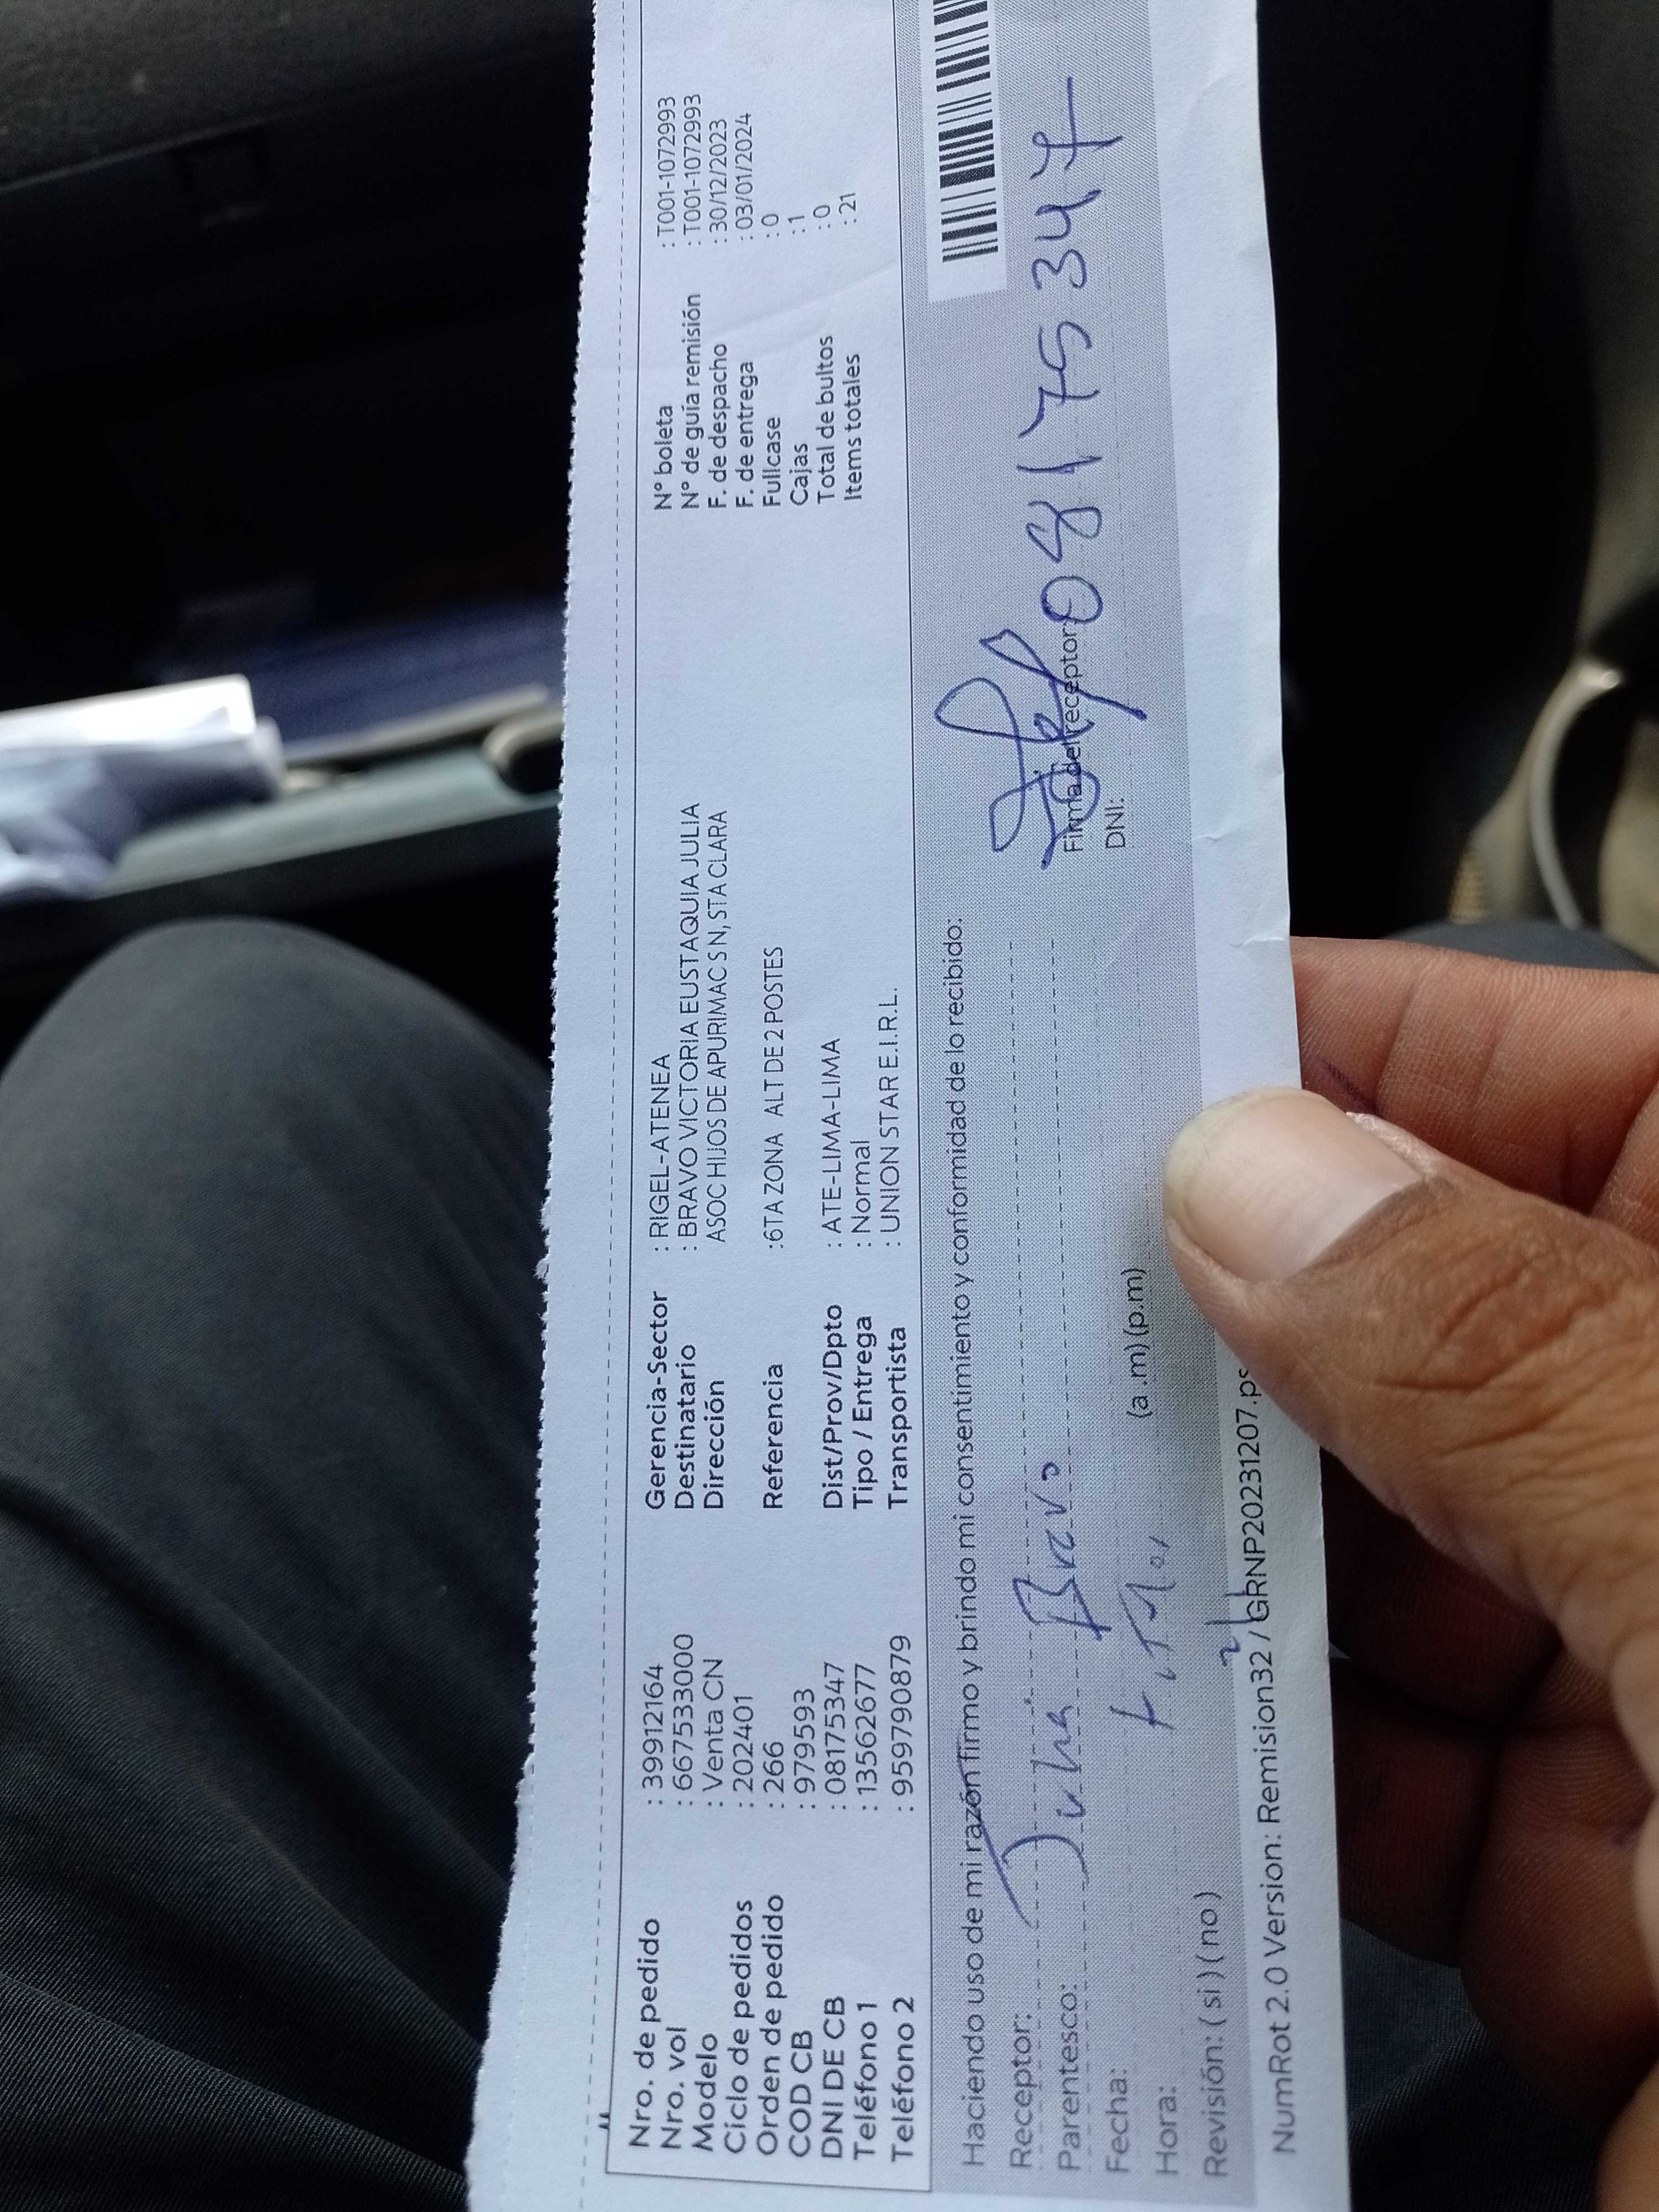 Nro. de pedido : 39912164 Gerencia-Sector : RIGEL-ATENEA N° boleta : T001-1072993
Nro. vol : 667533000 Destinatario : BRAVO VICTORIA EUSTAQUIA JULIA N° de guía remisión : T001-1072993
Modelo : Venta CN Dirección ASOC HIJOS DE APURIMAC S N, STA CLARA F. de despacho : 30/12/2023
Ciclo de pedidos : 202401 F. de entrega : 03/01/2024
Orden de pedido : 266 Referencia :6TA ZONA ALT DE 2 POSTES Fullcase : 0
COD CB : 979593 Cajas : 1
DNI DE CB : 08175347 Dist/Prov/Dpto : ATE-LIMA-LIMA Total de bultos : 0
Teléfono 1 : 13562677 Tipo / Entrega : Normal Items totales : 21
Teléfono 2 : 959790879 Transportista : UNION STAR E.I.R.L.
Haciendo uso de mi razón firmo y brindo mi consentimiento y conformidad de lo recibido:
Receptor: Julia Bravo
Parentesco: Firma del receptor
Fecha: DNI: 08175347
Hora: (a .m) (p.m)
Revisión: ( si ) ( no )
NumRot 2.0 Version: Remision32 / GRNP20231207.ps